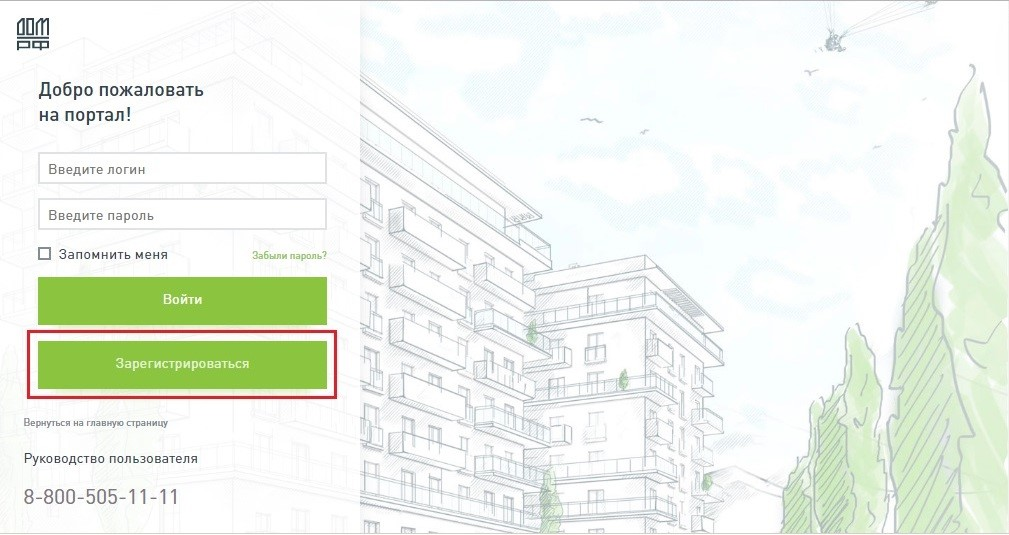 ДОМ
РФ
Добро пожаловать
на портал!
Введите логин
Введите пароль
Запомнить меня
Забыли пароль?
Войти
Зарегистрироваться
Вернуться на главную страницу
Руководство пользователя
8-800-505-11-11